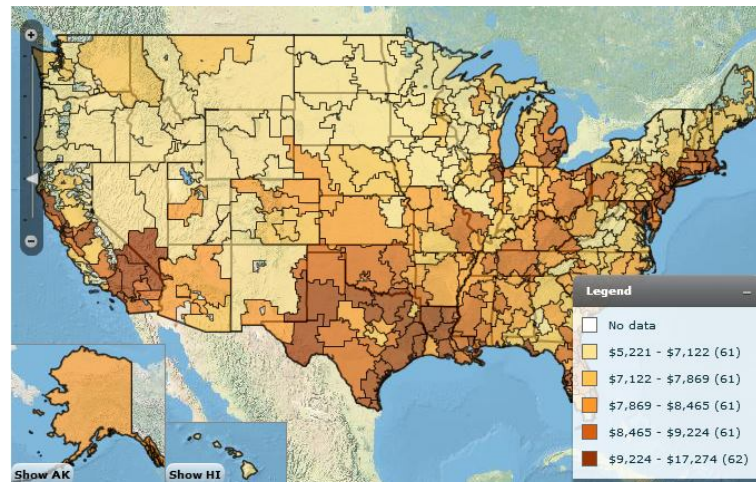 Legend
No data
$5,221 - $7,122 (61)
$7,122 - $7,869 (61)
$7,869 - $8,465 (61)
$8,465 - $9,224 (61)
$9,224 - $17,274 (62)
Show AK
Show HI